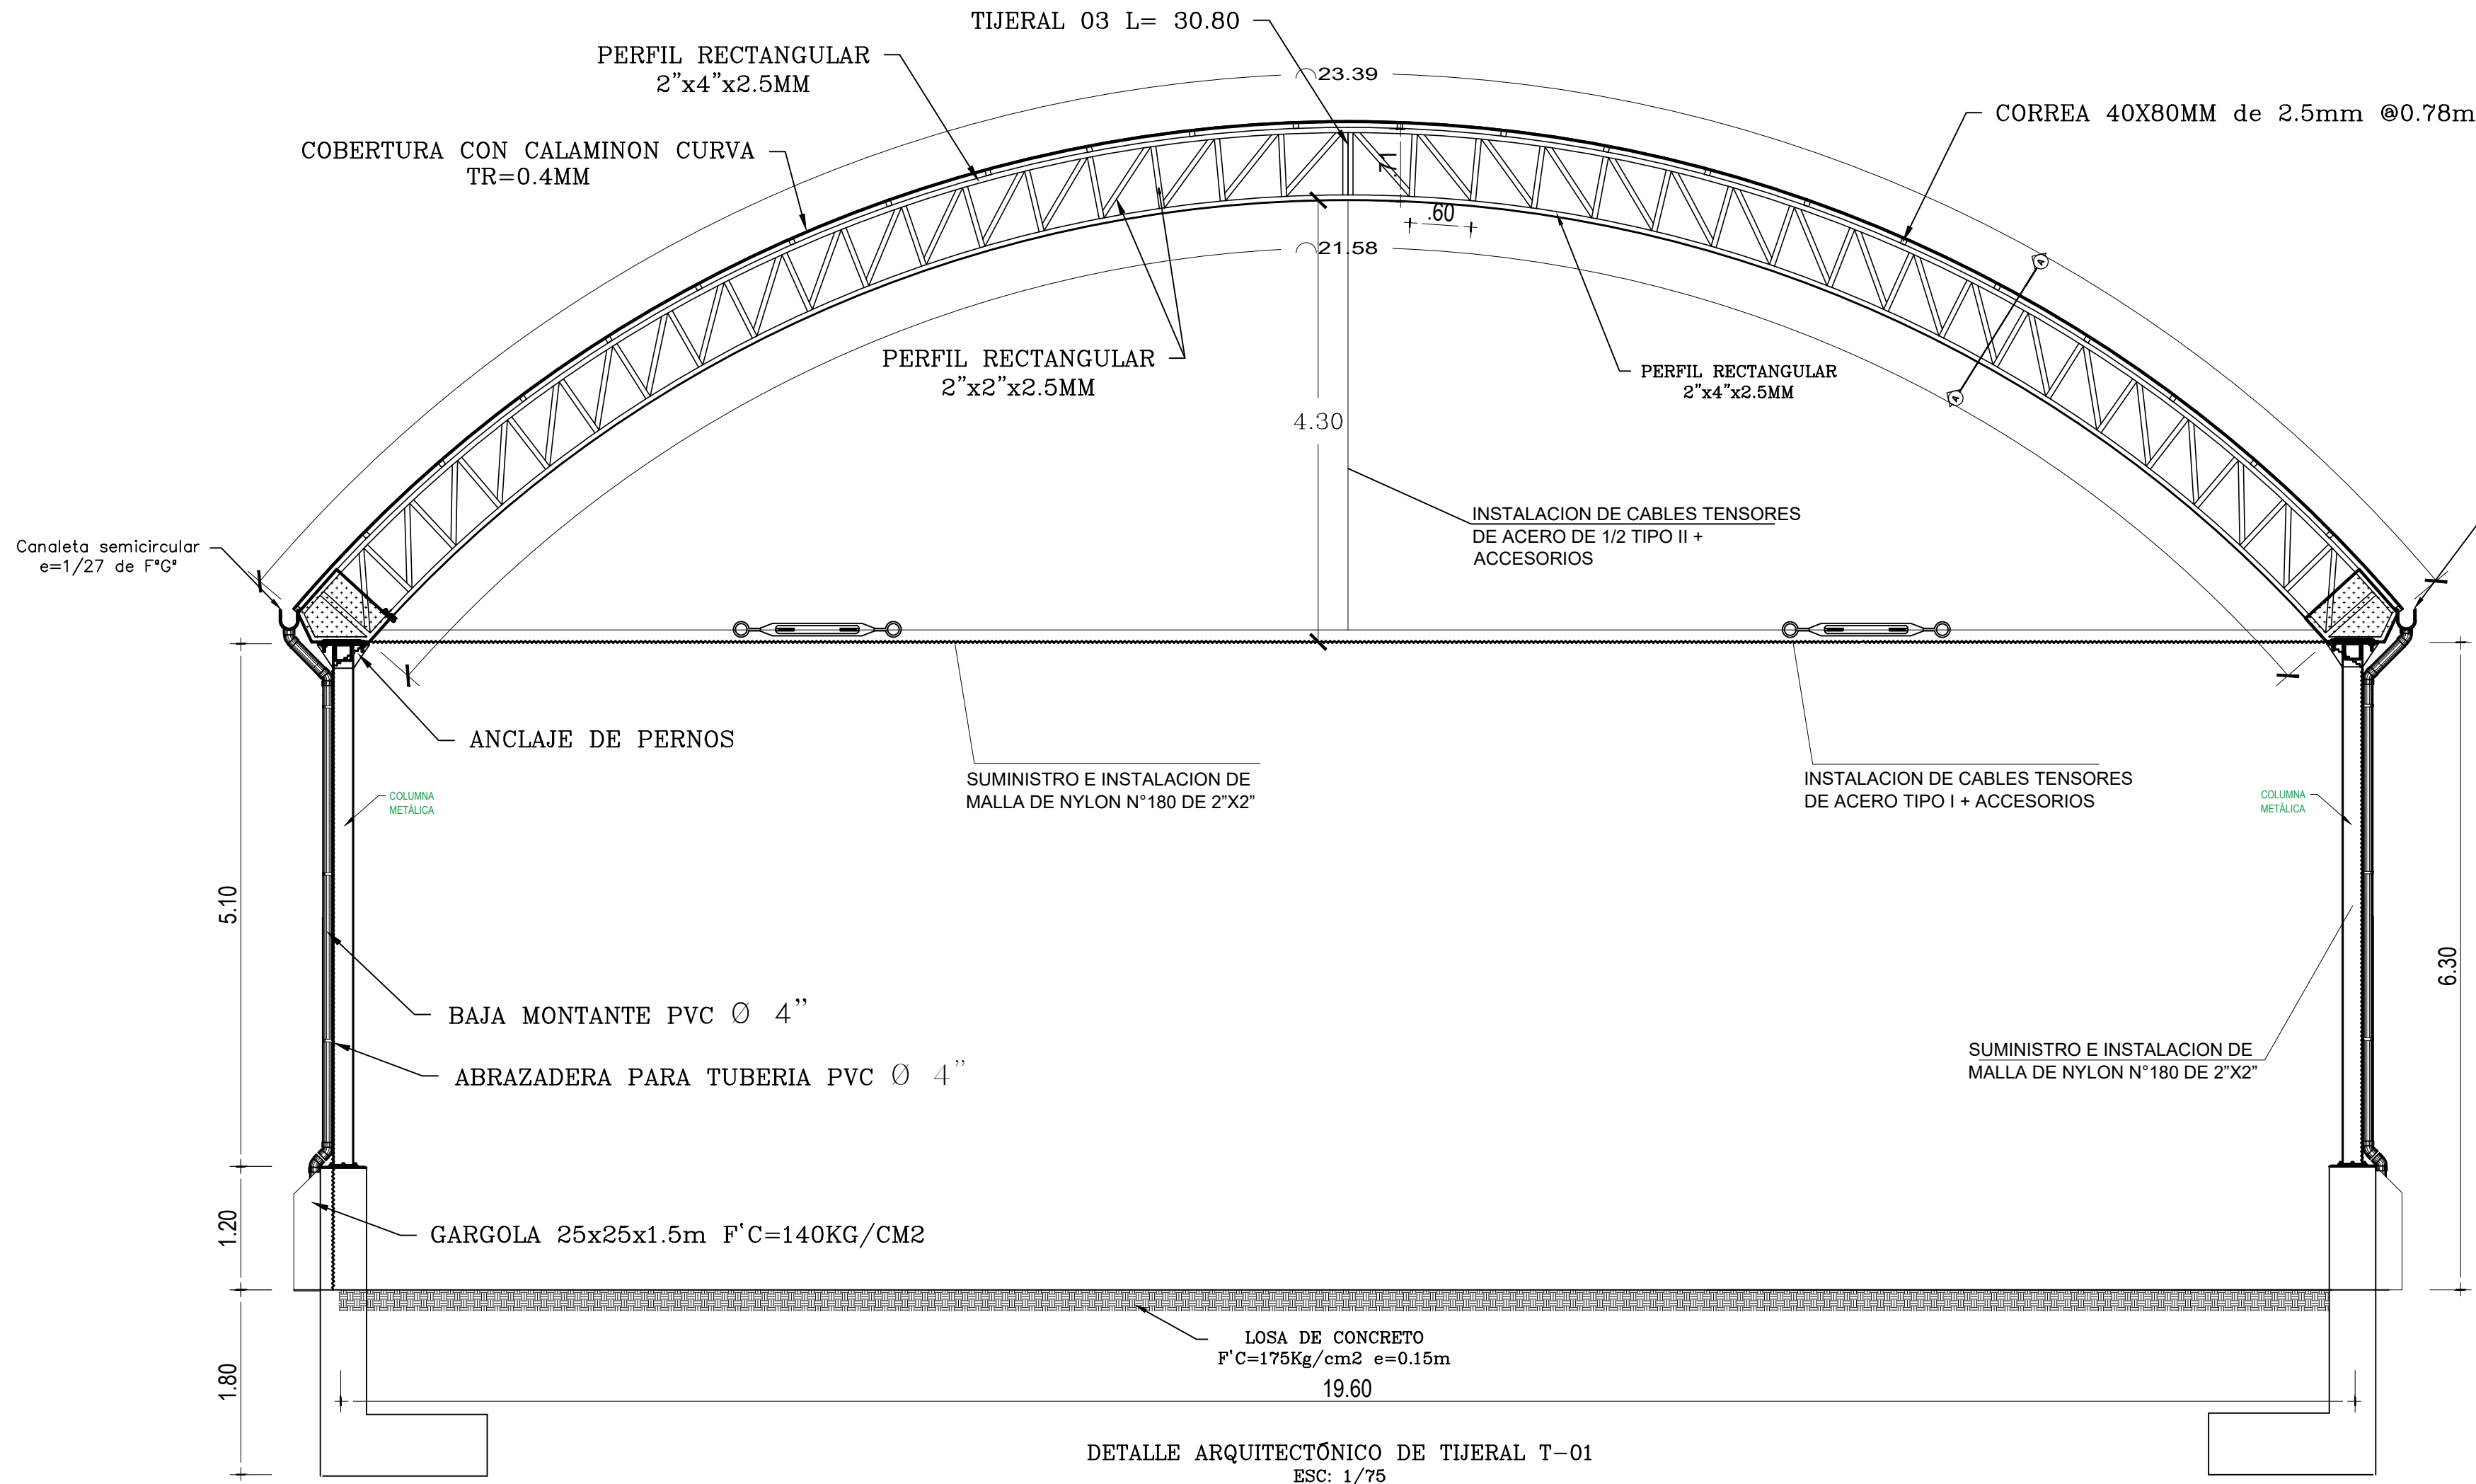 TIJERAL 03 L= 30.80
PERFIL RECTANGULAR
2"x4"x2.5MM
23.39
CORREA 40X80MM de 2.5mm @0.78m
COBERTURA CON CALAMINON CURVA
TR=0.4MM
.71
.60
21.58
PERFIL RECTANGULAR
2"x2"x2.5MM
PERFIL RECTANGULAR
2"x4"x2.5MM
A
A
4.30
INSTALACION DE CABLES TENSORES
DE ACERO DE 1/2 TIPO II +
ACCESORIOS
Canaleta semicircular
e=1/27 de F°G°
ANCLAJE DE PERNOS
SUMINISTRO E INSTALACION DE
MALLA DE NYLON N°180 DE 2"X2"
INSTALACION DE CABLES TENSORES
DE ACERO TIPO I + ACCESORIOS
COLUMNA
METÁLICA
COLUMNA
METÁLICA
5.10
6.30
BAJA MONTANTE PVC Ø 4"
ABRAZADERA PARA TUBERIA PVC Ø 4"
SUMINISTRO E INSTALACION DE
MALLA DE NYLON N°180 DE 2"X2"
1.20
GARGOLA 25x25x1.5m F'C=140KG/CM2
LOSA DE CONCRETO
F'C=175Kg/cm2 e=0.15m
1.80
19.60
DETALLE ARQUITECTÓNICO DE TIJERAL T-01
ESC: 1/75